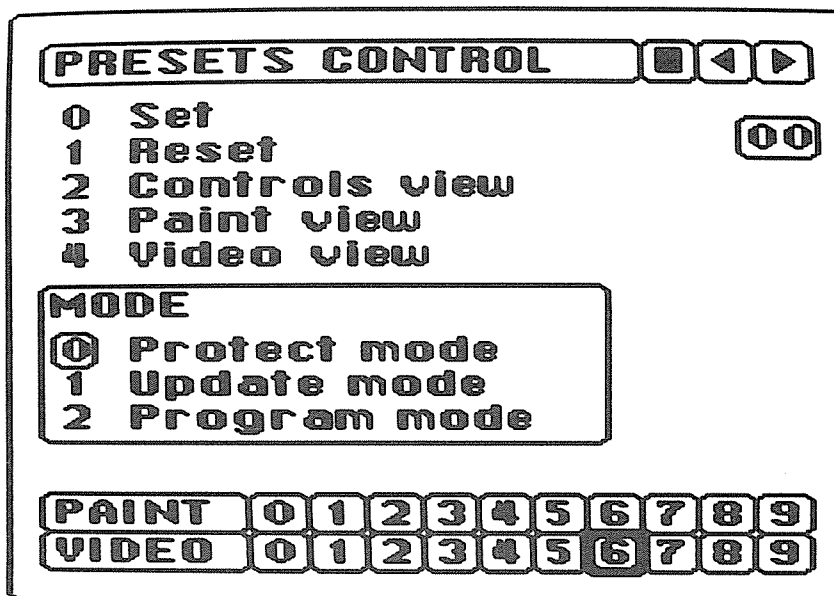 PRESETS CONTROL
0 Set
00
1 Reset
2 Controls view
3 Paint view
4 Video view
MODE
0 Protect mode
1 Update mode
2 Program mode
PAINT 0 1 2 3 4 5 6 7 8 9
VIDEO 0 1 2 3 4 5 6 7 8 9